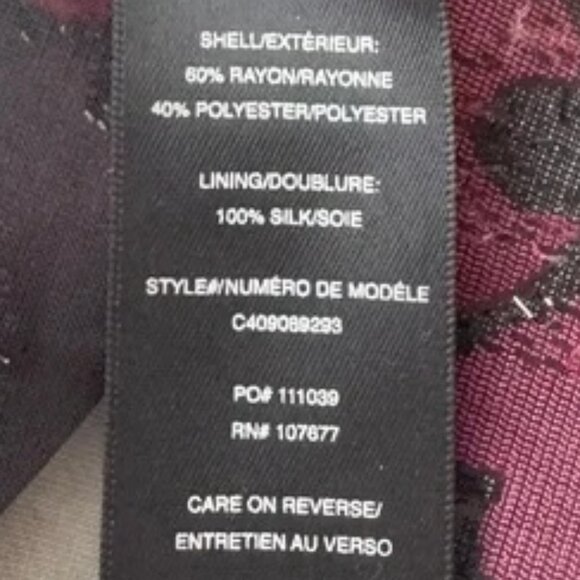 SHELL/EXTÉRIEUR:
60% RAYON/RAYONNE
40% POLYESTER/POLYESTER
LINING/DOUBLURE:
100% SILK/SOIE
STYLE#/NUMÉRO DE MODÉLE
C409089293
PO# 111039
RN# 107677
CARE ON REVERSE/
ENTRETIEN AU VERSO